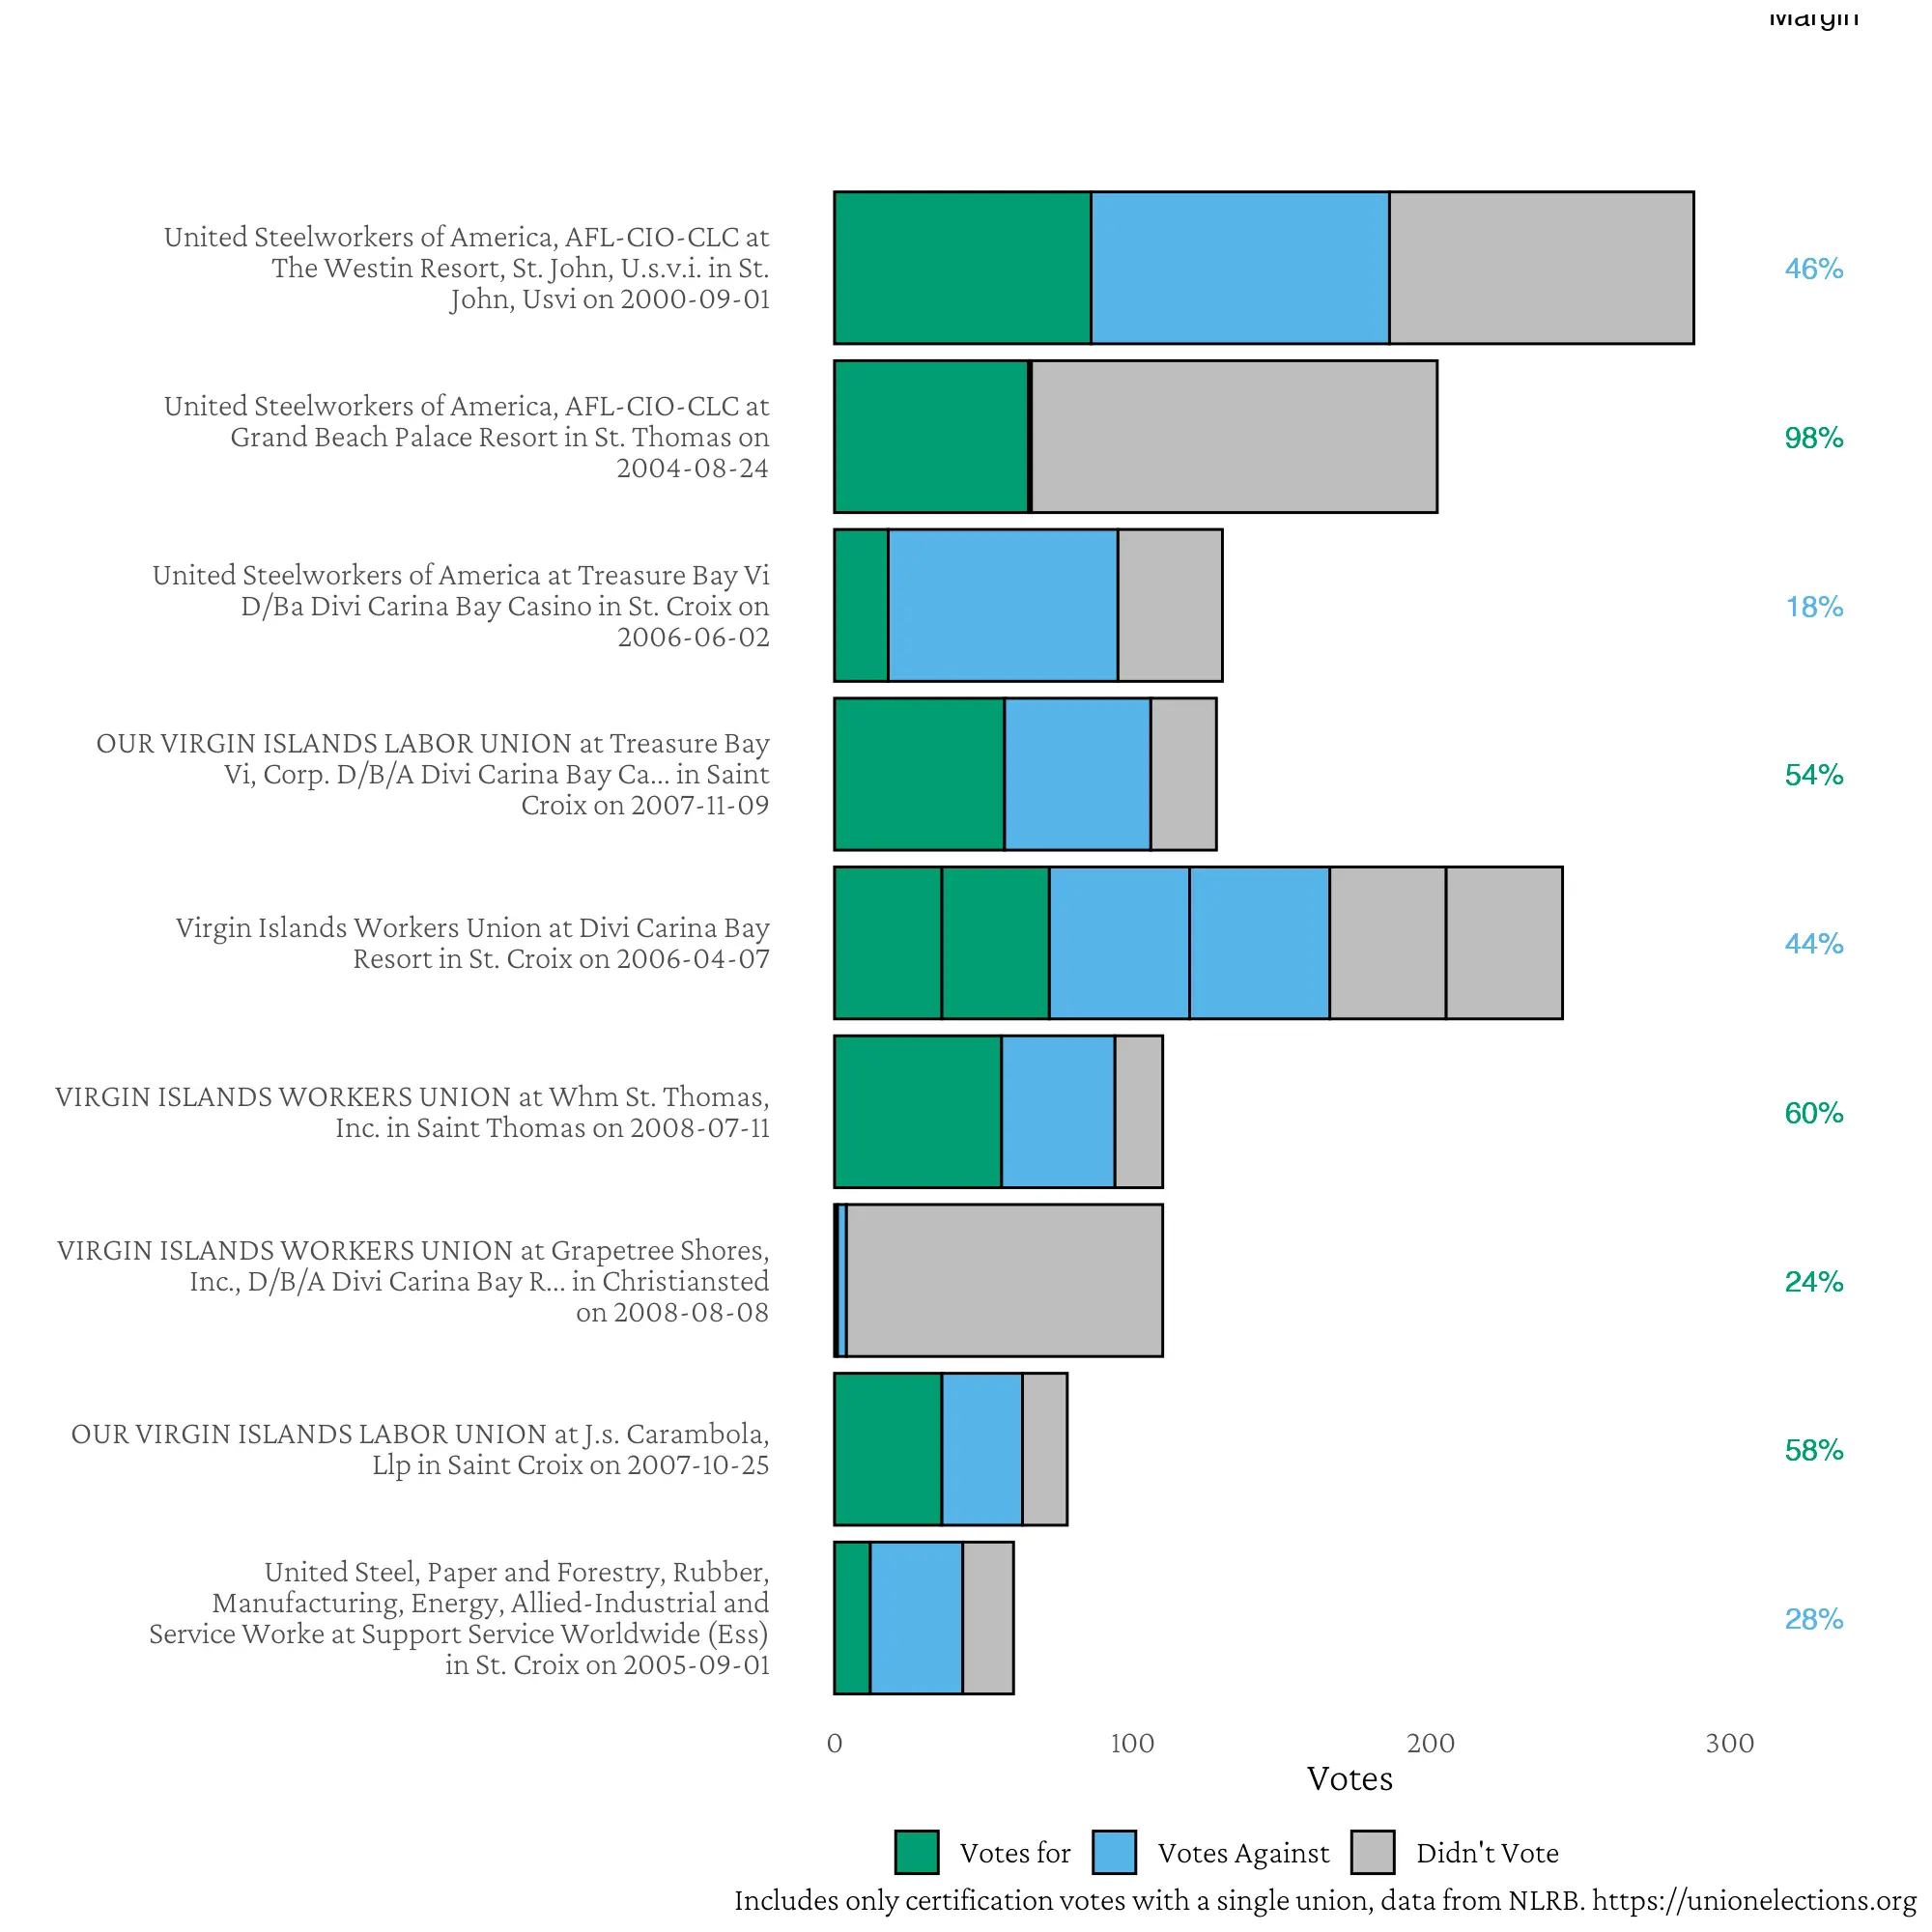 Margin
United Steelworkers of America, AFL-CIO-CLC at
The Westin Resort, St. John, U.s.v.i. in St.
John, Usvi on 2000-09-01
46%
United Steelworkers of America, AFL-CIO-CLC at
Grand Beach Palace Resort in St. Thomas on
2004-08-24
98%
United Steelworkers of America at Treasure Bay Vi
D/Ba Divi Carina Bay Casino in St. Croix on
2006-06-02
18%
OUR VIRGIN ISLANDS LABOR UNION at Treasure Bay
Vi, Corp. D/B/A Divi Carina Bay Ca... in Saint
Croix on 2007-11-09
54%
Virgin Islands Workers Union at Divi Carina Bay
Resort in St. Croix on 2006-04-07
44%
VIRGIN ISLANDS WORKERS UNION at Whm St. Thomas,
Inc. in Saint Thomas on 2008-07-11
60%
VIRGIN ISLANDS WORKERS UNION at Grapetree Shores,
Inc., D/B/A Divi Carina Bay R... in Christiansted
on 2008-08-08
24%
OUR VIRGIN ISLANDS LABOR UNION at J.s. Carambola,
Llp in Saint Croix on 2007-10-25
58%
United Steel, Paper and Forestry, Rubber,
Manufacturing, Energy, Allied-Industrial and
Service Worke at Support Service Worldwide (Ess)
in St. Croix on 2005-09-01
28%
0 100 200 300
Votes
Votes for Votes Against Didn't Vote
Includes only certification votes with a single union, data from NLRB. https://unionelections.org